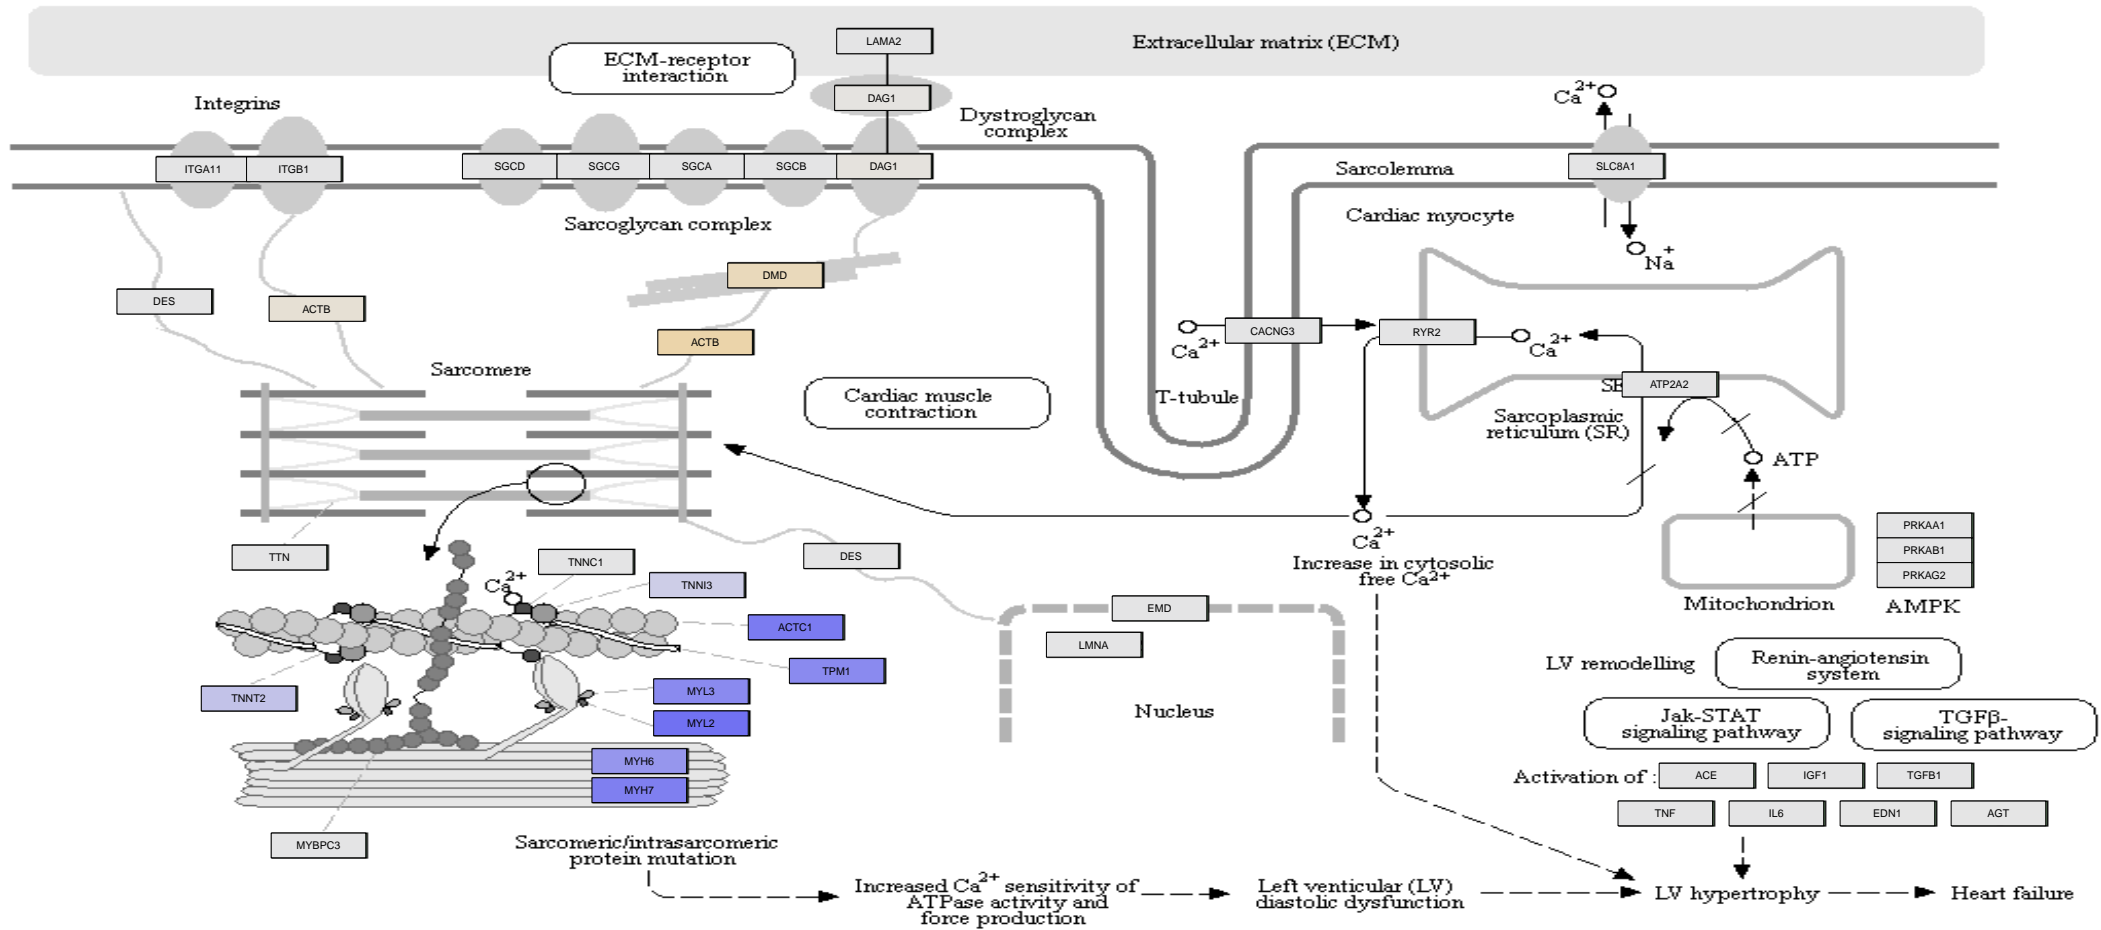 LAMA2
Extracellular matrix (ECM)
ECM-receptor
interaction
DAG1
Ca2+
Integrins
Dystroglycan
complex
ITGA11
ITGB1
SGCD
SGCG
SGCA
SGCB
DAG1
Sarcolemma
SLC8A1
Sarcoglycan complex
Cardiac myocyte
Na+
DMD
DES
ACTB
ACTB
CACNG3
RYR2
Ca2+
Ca2+
Sarcomere
Cardiac muscle
contraction
T-tubule
ATP2A2
Sarcoplasmic
reticulum (SR)
ATP
TTN
TNNC1
DES
Ca2+
Increase in cytosolic
free Ca2+
PRKAA1
PRKAB1
PRKAG2
Mitochondrion
AMPK
Ca2+
TNNI3
ACTC1
EMD
LMNA
TPM1
TNNT2
MYL3
MYL2
Nucleus
LV remodelling
Renin-angiotensin
system
Jak-STAT
signaling pathway
TGFβ-
signaling pathway
MYH6
MYH7
Activation of :
ACE
IGF1
TGFB1
TNF
IL6
EDN1
AGT
MYBPC3
Sarcomeric/intrasarcomeric
protein mutation
Increased Ca2+ sensitivity of
ATPase activity and
force production
Left venticular (LV)
diastolic dysfunction
LV hypertrophy
Heart failure